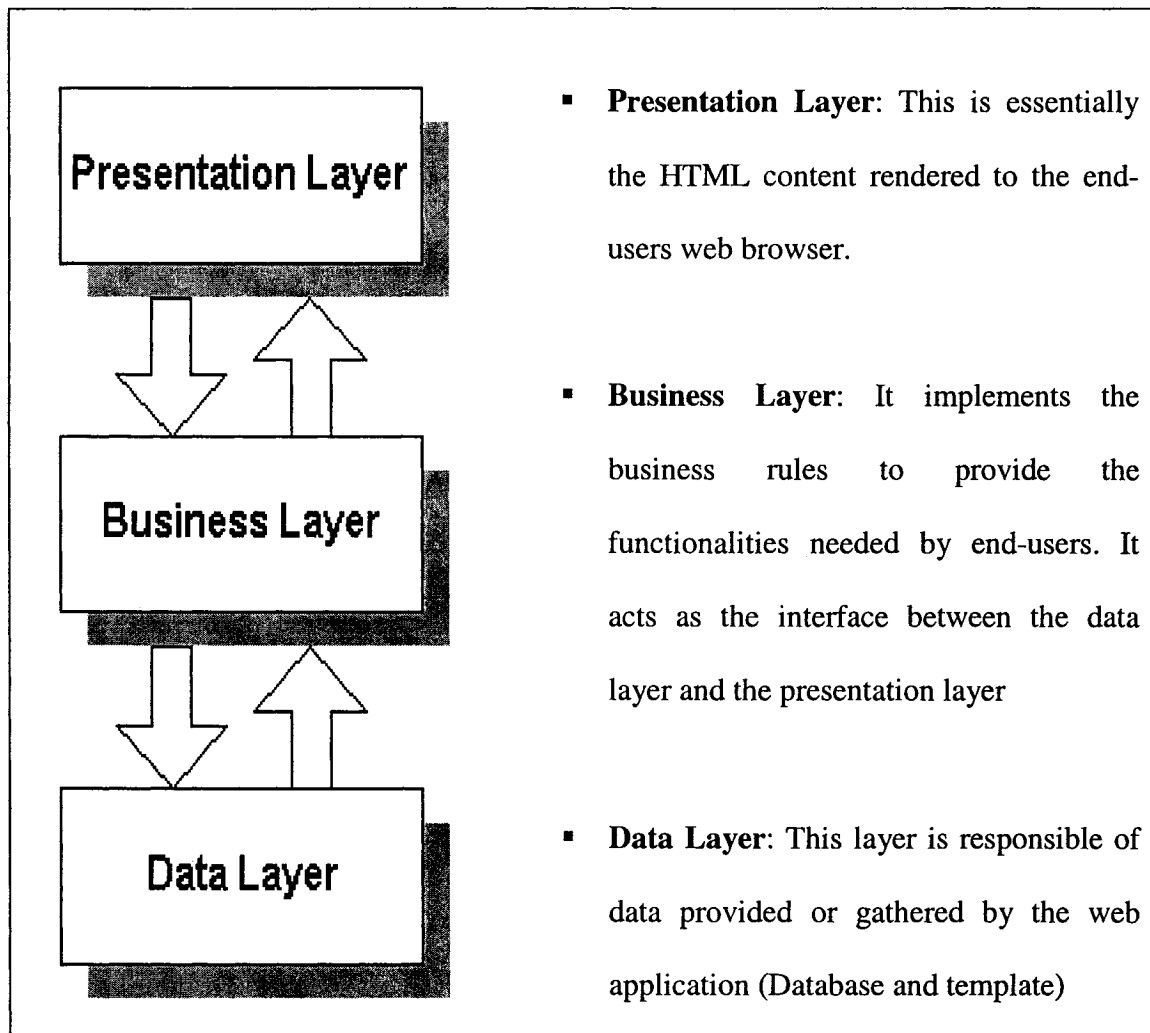 Presentation Layer
Business Layer
Data Layer
▪ Presentation Layer: This is essentially
the HTML content rendered to the end-
users web browser.
▪ Business Layer: It implements the
business rules to provide the
functionalities needed by end-users. It
acts as the interface between the data
layer and the presentation layer
▪ Data Layer: This layer is responsible of
data provided or gathered by the web
application (Database and template)